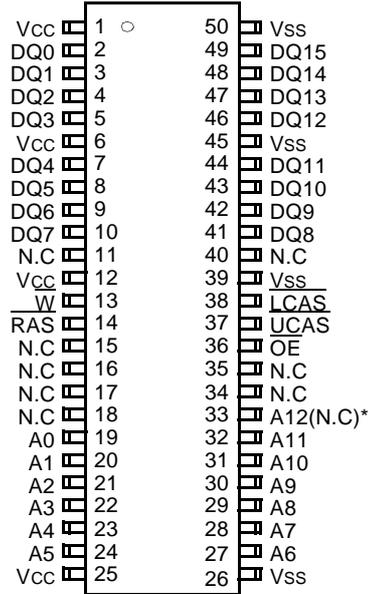 Vcc 1 50 Vss
DQ0 2 49 DQ15
DQ1 3 48 DQ14
DQ2 4 47 DQ13
DQ3 5 46 DQ12
Vcc 6 45 Vss
DQ4 7 44 DQ11
DQ5 8 43 DQ10
DQ6 9 42 DQ9
DQ7 10 41 DQ8
N.C 11 40 N.C
Vcc 12 39 Vss
W 13 38 LCAS
RAS 14 37 UCAS
N.C 15 36 OE
N.C 16 35 N.C
N.C 17 34 N.C
N.C 18 33 A12(N.C)*
A0 19 32 A11
A1 20 31 A10
A2 21 30 A9
A3 22 29 A8
A4 23 28 A7
A5 24 27 A6
Vcc 25 26 Vss